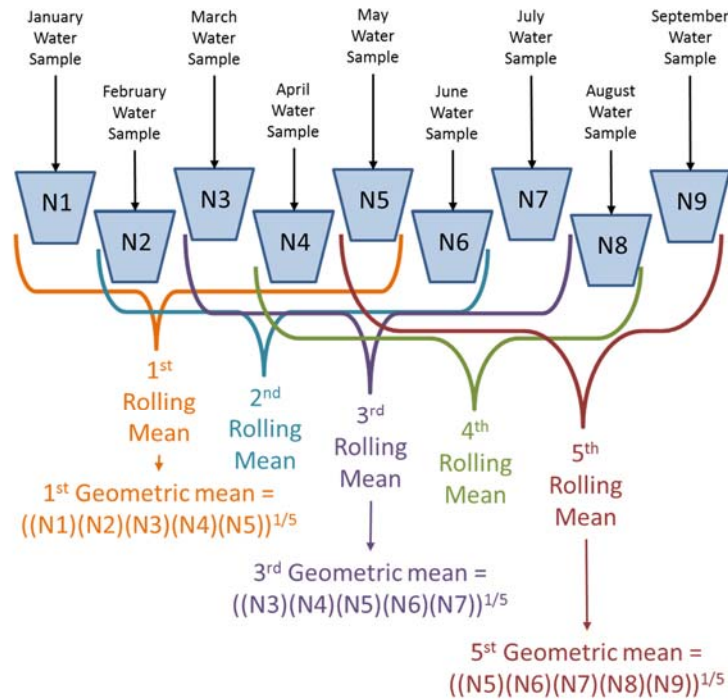 January
Water
Sample
February
Water
Sample
March
Water
Sample
April
Water
Sample
May
Water
Sample
June
Water
Sample
July
Water
Sample
August
Water
Sample
September
Water
Sample
N1
N2
N3
N4
N5
N6
N7
N8
N9
1st
Rolling
Mean
2nd
Rolling
Mean
3rd
Rolling
Mean
4th
Rolling
Mean
5th
Rolling
Mean
1st Geometric mean =
((N1)(N2)(N3)(N4)(N5))1/5
3rd Geometric mean =
((N3)(N4)(N5)(N6)(N7))1/5
5st Geometric mean =
((N5)(N6)(N7)(N8)(N9))1/5